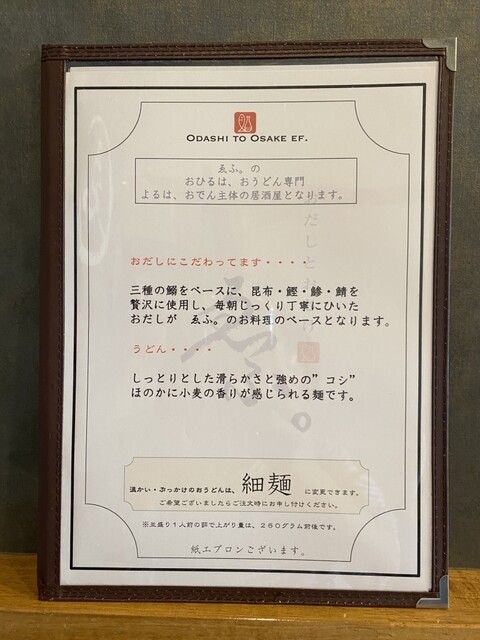 ODASHI TO OSAKE EF.
ゑふ。の
おひるは、おうどん専門
よるは、おでん主体の居酒屋となります。
おだしにこだわってます・・・・
三種の鰯をベースに、昆布・鰹・鯵・鯖を
贅沢に使用し、毎朝じっくり丁寧にひいた
おだしが ゑふ。のお料理のベースとなります。
うどん・・・・
しっとりとした滑らかさと強めの”コシ”
ほのかに小麦の香りが感じられる麺です。
温かい・ぶっかけのおうどんは、細麺に変更できます。
ご希望ございましたらご注文時にお申し付けください。
※並盛り1人前の茹で上がり量は、260グラム前後です。
紙エプロンございます。